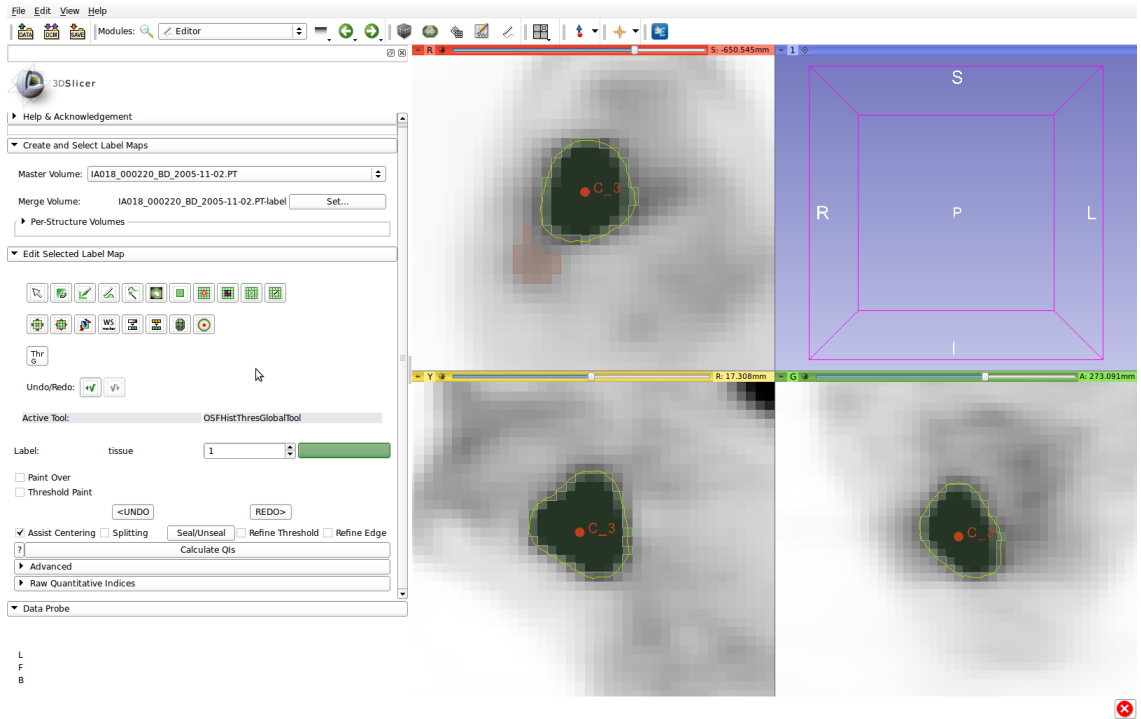 File Edit View Help
DATA DCM SAVE Modules: Editor
R S: -650.545mm 1
3DSlicer
Help & Acknowledgement
Create and Select Label Maps
Master Volume: IA018_000220_BD_2005-11-02.PT
Merge Volume: IA018_000220_BD_2005-11-02.PT-label Set...
Per-Structure Volumes
Edit Selected Label Map
WS marker
Thr G
Undo/Redo:
Active Tool: OSFHistThresGlobalTool
Label: tissue 1
Paint Over
Threshold Paint
<UNDO REDO>
Assist Centering Splitting Seal/Unseal Refine Threshold Refine Edge
? Calculate QIs
Advanced
Raw Quantitative Indices
Data Probe
L
F
B
C_3
S
R P L
I
Y R: 17.308mm G A: 273.091mm
C_3
C_3